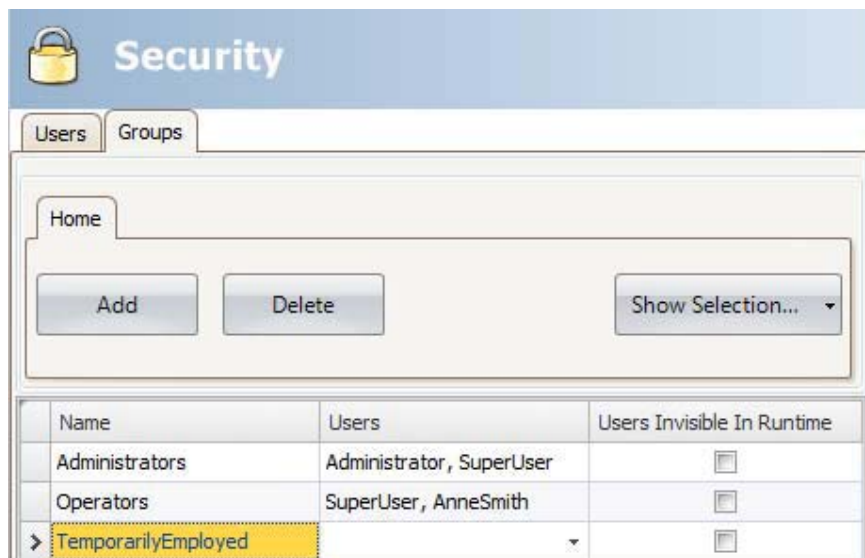 Security
Users Groups
Home
Add Delete Show Selection...
Name Users Users Invisible In Runtime
Administrators Administrator, SuperUser
Operators SuperUser, AnneSmith
TemporarilyEmployed